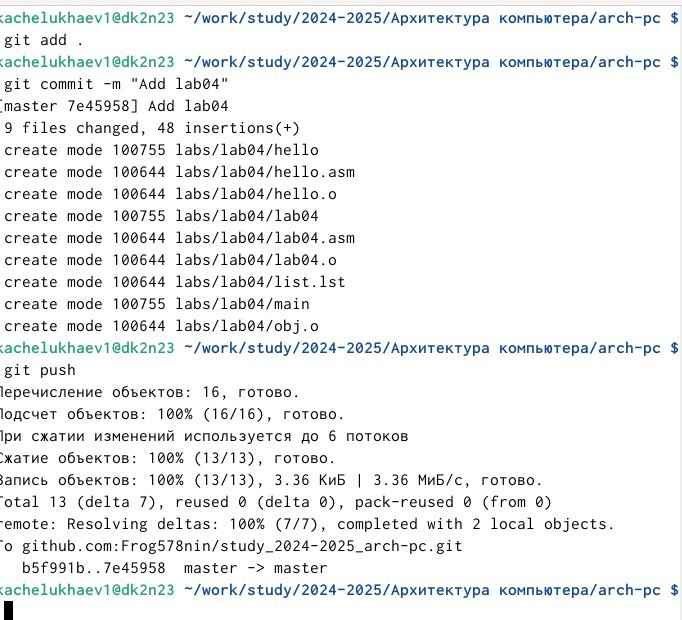 kachelukhaev1@dk2n23 ~/work/study/2024-2025/Архитектура компьютера/arch-pc $
git add .
kachelukhaev1@dk2n23 ~/work/study/2024-2025/Архитектура компьютера/arch-pc $
git commit -m "Add lab04"
[master 7e45958] Add lab04
9 files changed, 48 insertions(+)
create mode 100755 labs/lab04/hello
create mode 100644 labs/lab04/hello.asm
create mode 100644 labs/lab04/hello.o
create mode 100755 labs/lab04/lab04
create mode 100644 labs/lab04/lab04.asm
create mode 100644 labs/lab04/lab04.o
create mode 100644 labs/lab04/list.lst
create mode 100755 labs/lab04/main
create mode 100644 labs/lab04/obj.o
kachelukhaev1@dk2n23 ~/work/study/2024-2025/Архитектура компьютера/arch-pc $
git push
Перечисление объектов: 16, готово.
Подсчет объектов: 100% (16/16), готово.
При сжатии изменений используется до 6 потоков
Сжатие объектов: 100% (13/13), готово.
Запись объектов: 100% (13/13), 3.36 КиБ | 3.36 МиБ/с, готово.
Total 13 (delta 7), reused 0 (delta 0), pack-reused 0 (from 0)
remote: Resolving deltas: 100% (7/7), completed with 2 local objects.
To github.com:Frog578nin/study_2024-2025_arch-pc.git
b5f991b..7e45958  master -> master
kachelukhaev1@dk2n23 ~/work/study/2024-2025/Архитектура компьютера/arch-pc $